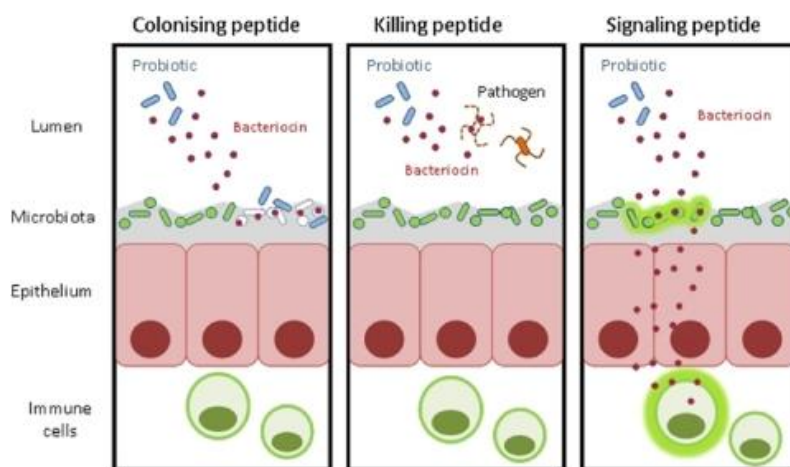 Colonising peptide
Killing peptide
Signaling peptide
Probiotic
Probiotic
Probiotic
Pathogen
Lumen
Bacteriocin
Bacteriocin
Bacteriocin
Microbiota
Epithelium
Immune
cells